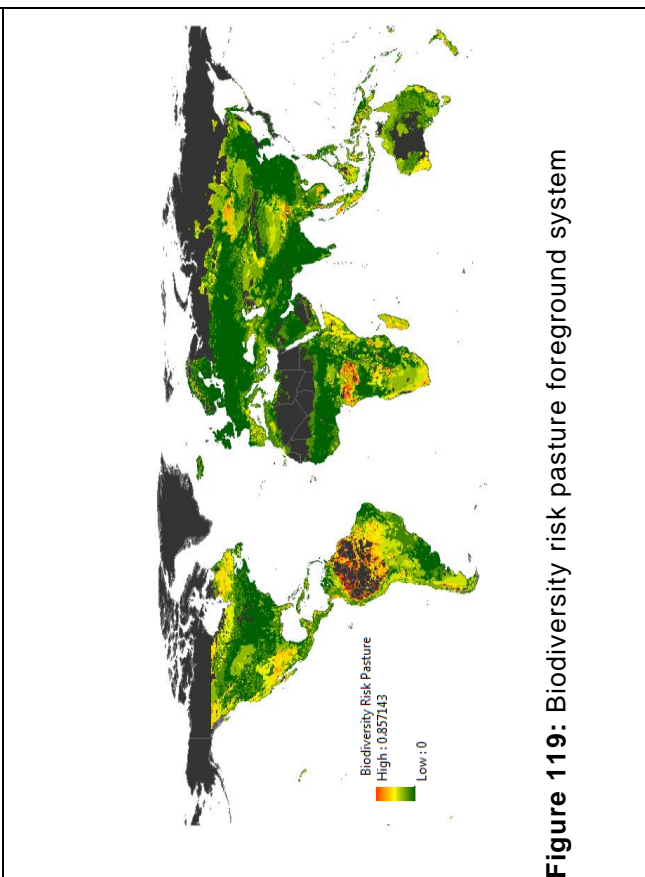 Biodiversity Risk Pasture
High : 0.857143
Low : 0
Figure 119: Biodiversity risk pasture foreground system